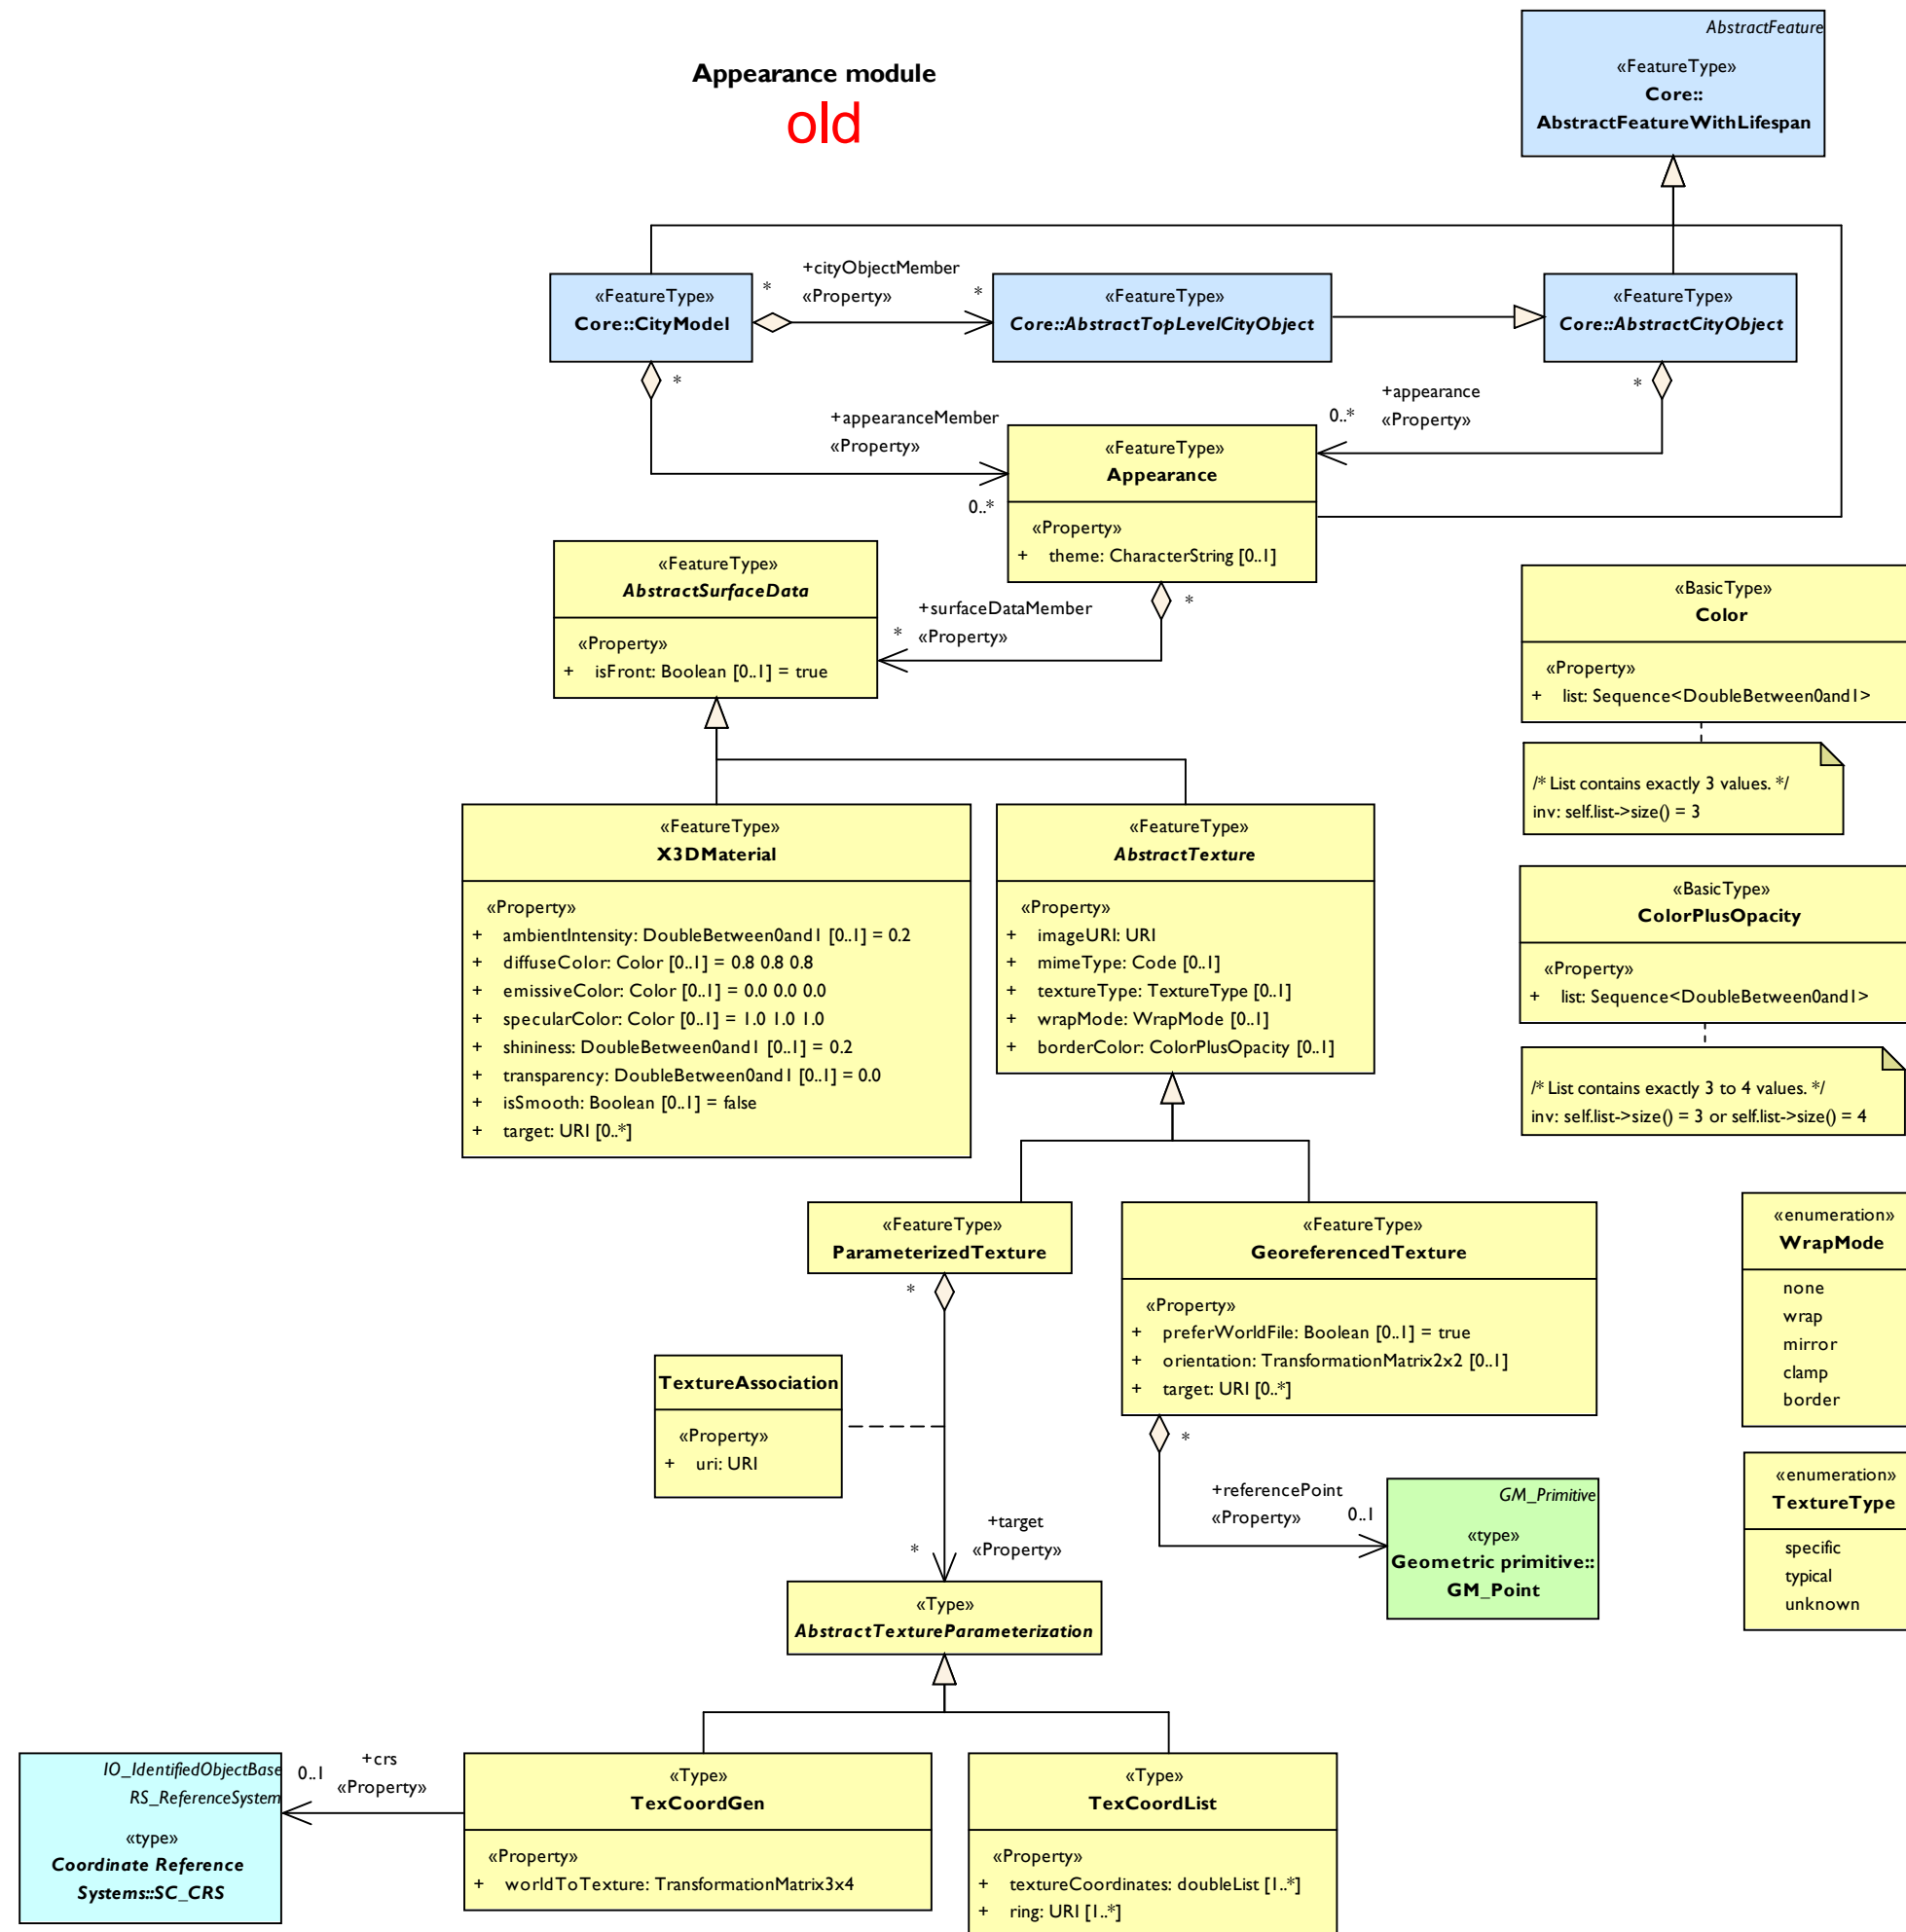 Appearance module
old
AbstractFeature
«FeatureType»
Core::
AbstractFeatureWithLifespan
«FeatureType»
Core::CityModel
*
+cityObjectMember
«Property»
*
«FeatureType»
Core::AbstractTopLevelCityObject
«FeatureType»
Core::AbstractCityObject
*
+appearanceMember
«Property»
0..*
*
+appearance
«Property»
0..*
«FeatureType»
Appearance
«Property»
+ theme: CharacterString [0..1]
*
+surfaceDataMember
«Property»
*
«FeatureType»
AbstractSurfaceData
«Property»
+ isFront: Boolean [0..1] = true
«BasicType»
Color
«Property»
+ list: Sequence<DoubleBetween0and1>
/* List contains exactly 3 values. */
inv: self.list->size() = 3
«FeatureType»
X3DMaterial
«Property»
+ ambientIntensity: DoubleBetween0and1 [0..1] = 0.2
+ diffuseColor: Color [0..1] = 0.8 0.8 0.8
+ emissiveColor: Color [0..1] = 0.0 0.0 0.0
+ specularColor: Color [0..1] = 1.0 1.0 1.0
+ shininess: DoubleBetween0and1 [0..1] = 0.2
+ transparency: DoubleBetween0and1 [0..1] = 0.0
+ isSmooth: Boolean [0..1] = false
+ target: URI [0..*]
«FeatureType»
AbstractTexture
«Property»
+ imageURI: URI
+ mimeType: Code [0..1]
+ textureType: TextureType [0..1]
+ wrapMode: WrapMode [0..1]
+ borderColor: ColorPlusOpacity [0..1]
«BasicType»
ColorPlusOpacity
«Property»
+ list: Sequence<DoubleBetween0and1>
/* List contains exactly 3 to 4 values. */
inv: self.list->size() = 3 or self.list->size() = 4
«FeatureType»
ParameterizedTexture
*
«FeatureType»
GeoreferencedTexture
«Property»
+ preferWorldFile: Boolean [0..1] = true
+ orientation: TransformationMatrix2x2 [0..1]
+ target: URI [0..*]
*
«enumeration»
WrapMode
none
wrap
mirror
clamp
border
TextureAssociation
«Property»
+ uri: URI
+referencePoint
«Property»
0..1
GM_Primitive
«type»
Geometric primitive::
GM_Point
«enumeration»
TextureType
specific
typical
unknown
+target
«Property»
*
«Type»
AbstractTextureParameterization
IO_IdentifiedObjectBase
RS_ReferenceSystem
«type»
Coordinate Reference
Systems::SC_CRS
0..1
+crs
«Property»
«Type»
TexCoordGen
«Property»
+ worldToTexture: TransformationMatrix3x4
«Type»
TexCoordList
«Property»
+ textureCoordinates: doubleList [1..*]
+ ring: URI [1..*]